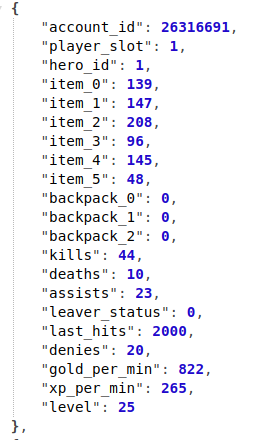 {
"account_id": 26316691,
"player_slot": 1,
"hero_id": 1,
"item_0": 139,
"item_1": 147,
"item_2": 208,
"item_3": 96,
"item_4": 145,
"item_5": 48,
"backpack_0": 0,
"backpack_1": 0,
"backpack_2": 0,
"kills": 44,
"deaths": 10,
"assists": 23,
"leaver_status": 0,
"last_hits": 2000,
"denies": 20,
"gold_per_min": 822,
"xp_per_min": 265,
"level": 25
},